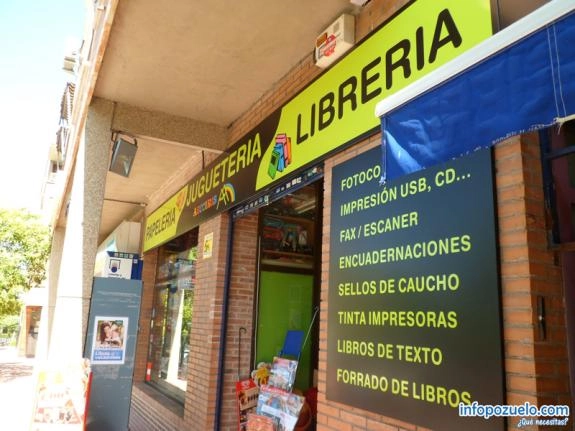 PAPELERIA
JUGUETERIA
LIBRERIA
IMPRESIÓN USB, CD...
FAX / ESCANER
ENCUADERNACIONES
SELLOS DE CAUCHO
TINTA IMPRESORAS
LIBROS DE TEXTO
FORRADO DE LIBROS
infopozuelo.com
¿Qué necesitas?